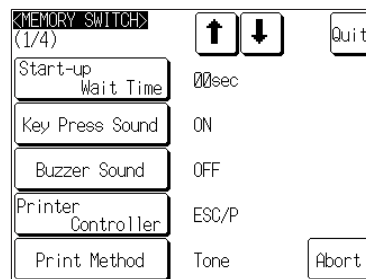 <MEMORY SWITCH>
(1/4)
Quit
Start-up
Wait Time
00sec
Key Press Sound
ON
Buzzer Sound
OFF
Printer
Controller
ESC/P
Print Method
Tone
Abort